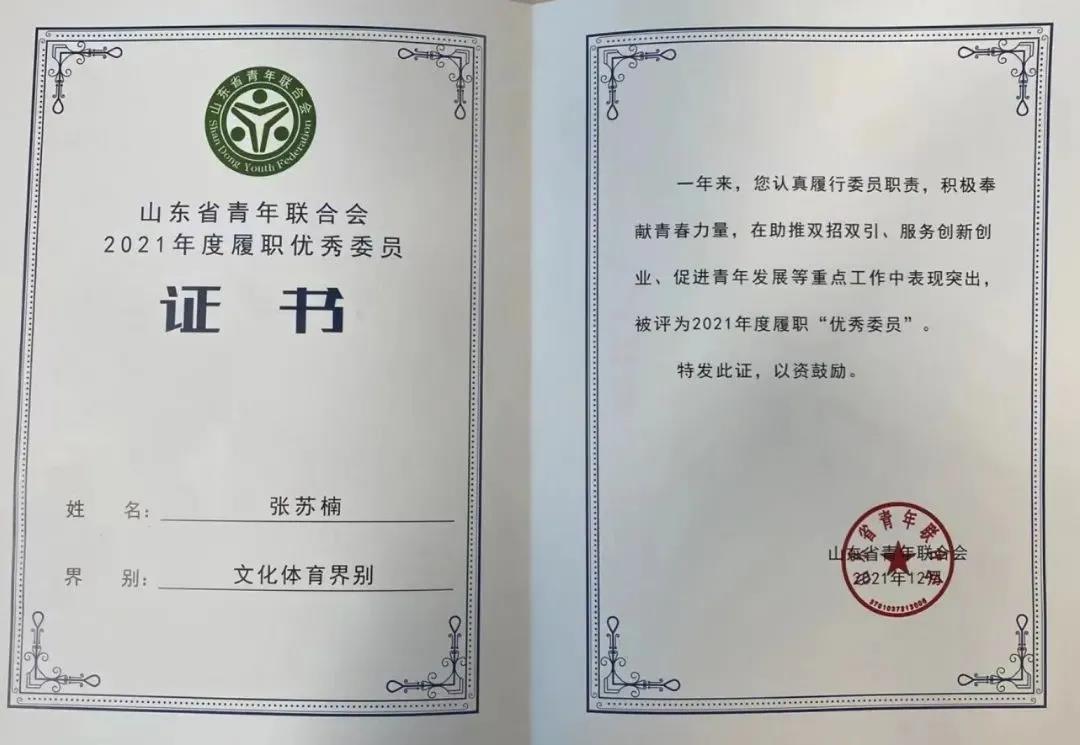 山东省青年联合会
Shan Dong Youth Federation
山东省青年联合会
2021年度履职优秀委员
证 书
姓 名：张苏楠
界 别：文化体育界别
一年来，您认真履行委员职责，积极奉
献青春力量，在助推双招双引、服务创新创
业、促进青年发展等重点工作中表现突出，
被评为2021年度履职“优秀委员”。
特发此证，以资鼓励。
山东省青年联合会
2021年12月